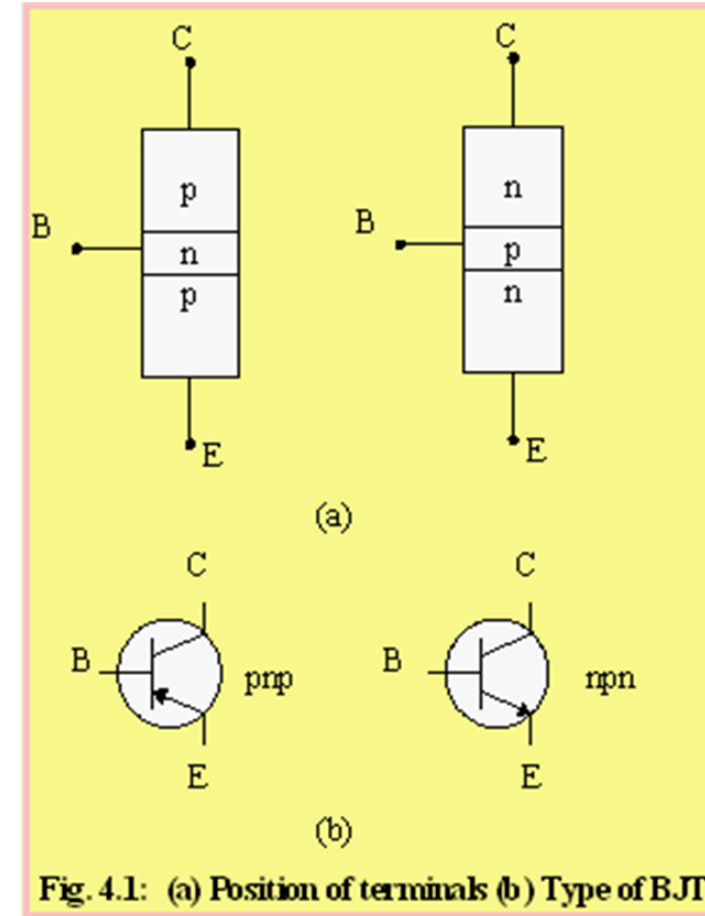 C C
p n
B B
n p
p n
E E
(a)
C C
B pnp B npn
E E
(b)
Fig. 4.1: (a) Position of terminals (b) Type of BJT